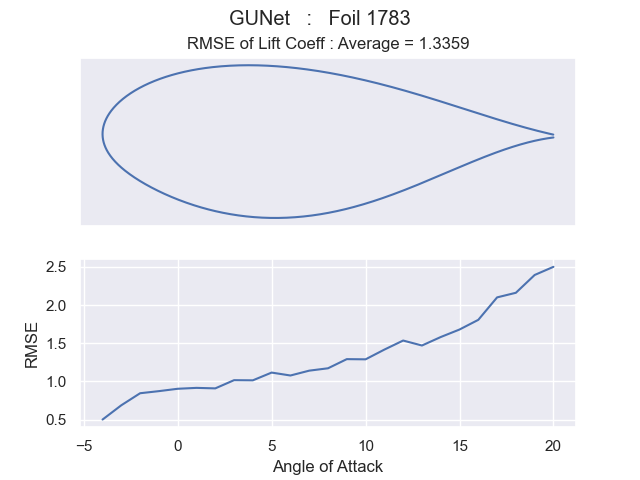 GUNet   :   Foil 1783
RMSE of Lift Coeff : Average = 1.3359
2.5
2.0
1.5
1.0
0.5
RMSE
−5 0 5 10 15 20
Angle of Attack